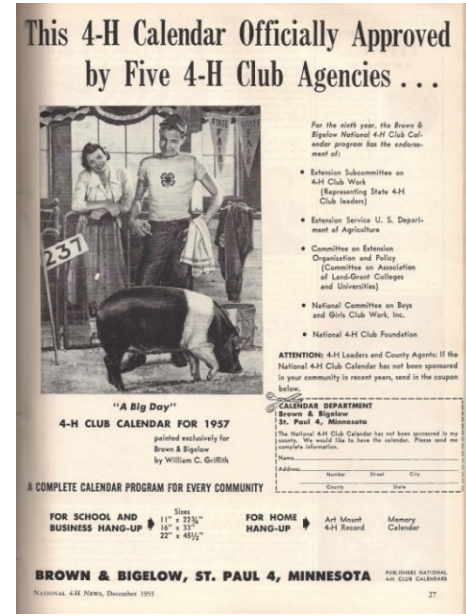 This 4-H Calendar Officially Approved
by Five 4-H Club Agencies . . .
FAIR
STATE
FAIR
237
For the ninth year, the Brown &
Bigelow National 4-H Club Cal-
endar program has the endorse-
ment of:
• Extension Subcommittee on
4-H Club Work
(Representing State 4-H
Club leaders)
• Extension Service U. S. Depart-
ment of Agriculture
• Committee on Extension
Organization and Policy
(Committee on Association
of Land-Grant Colleges
and Universities)
• National Committee on Boys
and Girls Club Work, Inc.
• National 4-H Club Foundation
ATTENTION: 4-H Leaders and County Agents: If the
National 4-H Club Calendar has not been sponsored
in your community in recent years, send in the coupon
below.
"A Big Day"
4-H CLUB CALENDAR FOR 1957
painted exclusively for
Brown & Bigelow
by William C. Griffith
CALENDAR DEPARTMENT
Brown & Bigelow
St. Paul 4, Minnesota
The National 4-H Club Calendar has not been sponsored in my
county. We would like to have the calendar. Please send me
complete information.
Name
Address
Number Street City
County State
A COMPLETE CALENDAR PROGRAM FOR EVERY COMMUNITY
FOR SCHOOL AND
BUSINESS HANG-UP
Sizes
11" x 22¾"
16" x 33"
22" x 45½"
FOR HOME
HANG-UP
Art Mount
4-H Record
Memory
Calendar
BROWN & BIGELOW, ST. PAUL 4, MINNESOTA
PUBLISHERS NATIONAL
4-H CLUB CALENDARS
NATIONAL 4-H NEWS, December 1955
27